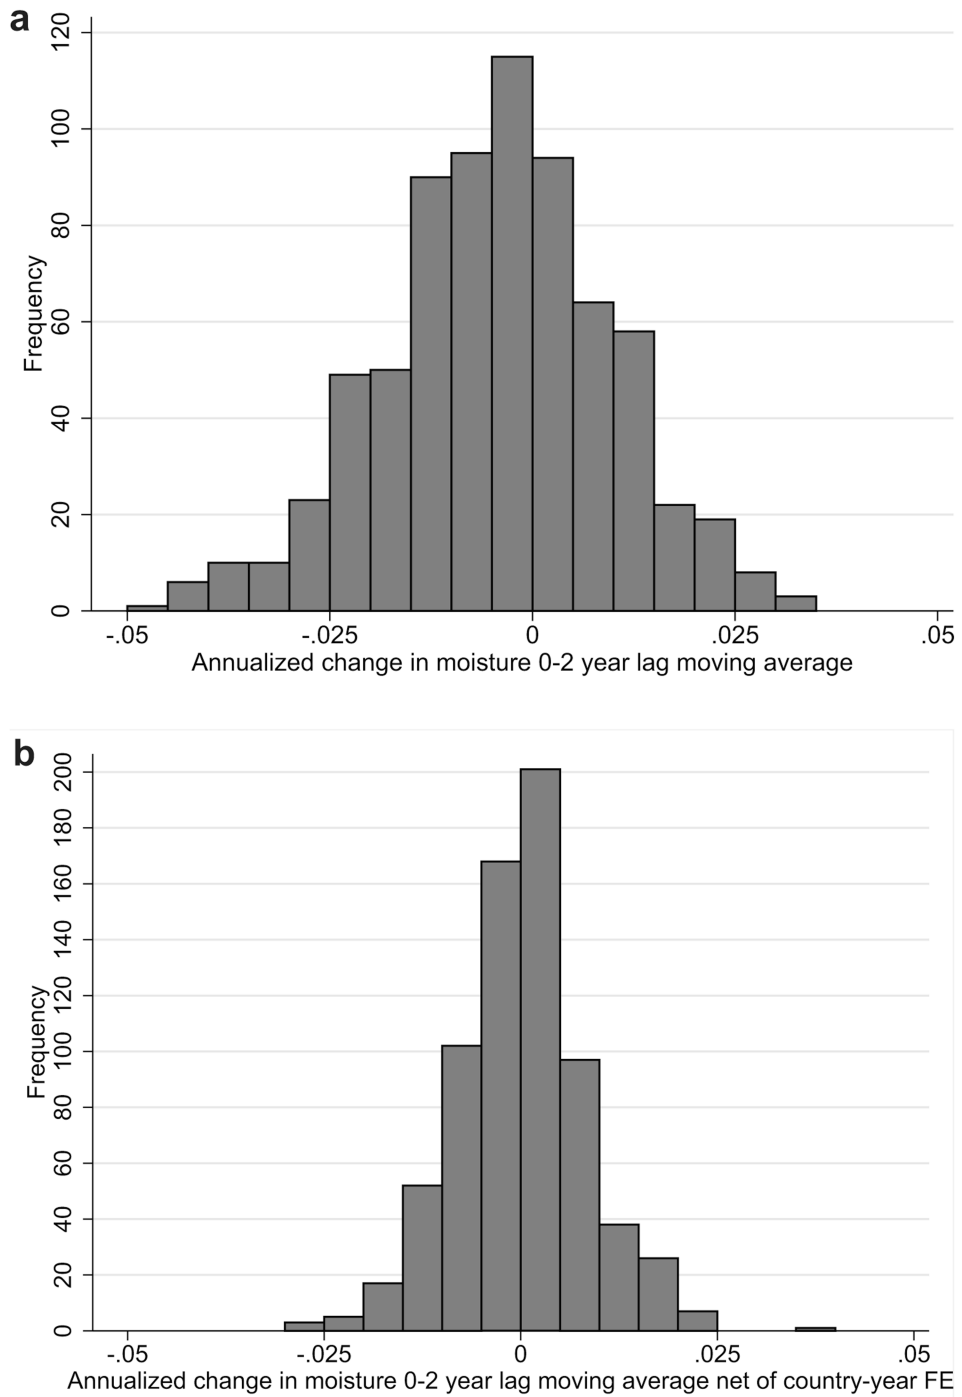 a
Frequency
120
100
80
60
40
20
0
-.05 -.025 0 .025 .05
Annualized change in moisture 0-2 year lag moving average
b
Frequency
200
180
160
140
120
100
80
60
40
20
0
-.05 -.025 0 .025 .05
Annualized change in moisture 0-2 year lag moving average net of country-year FE